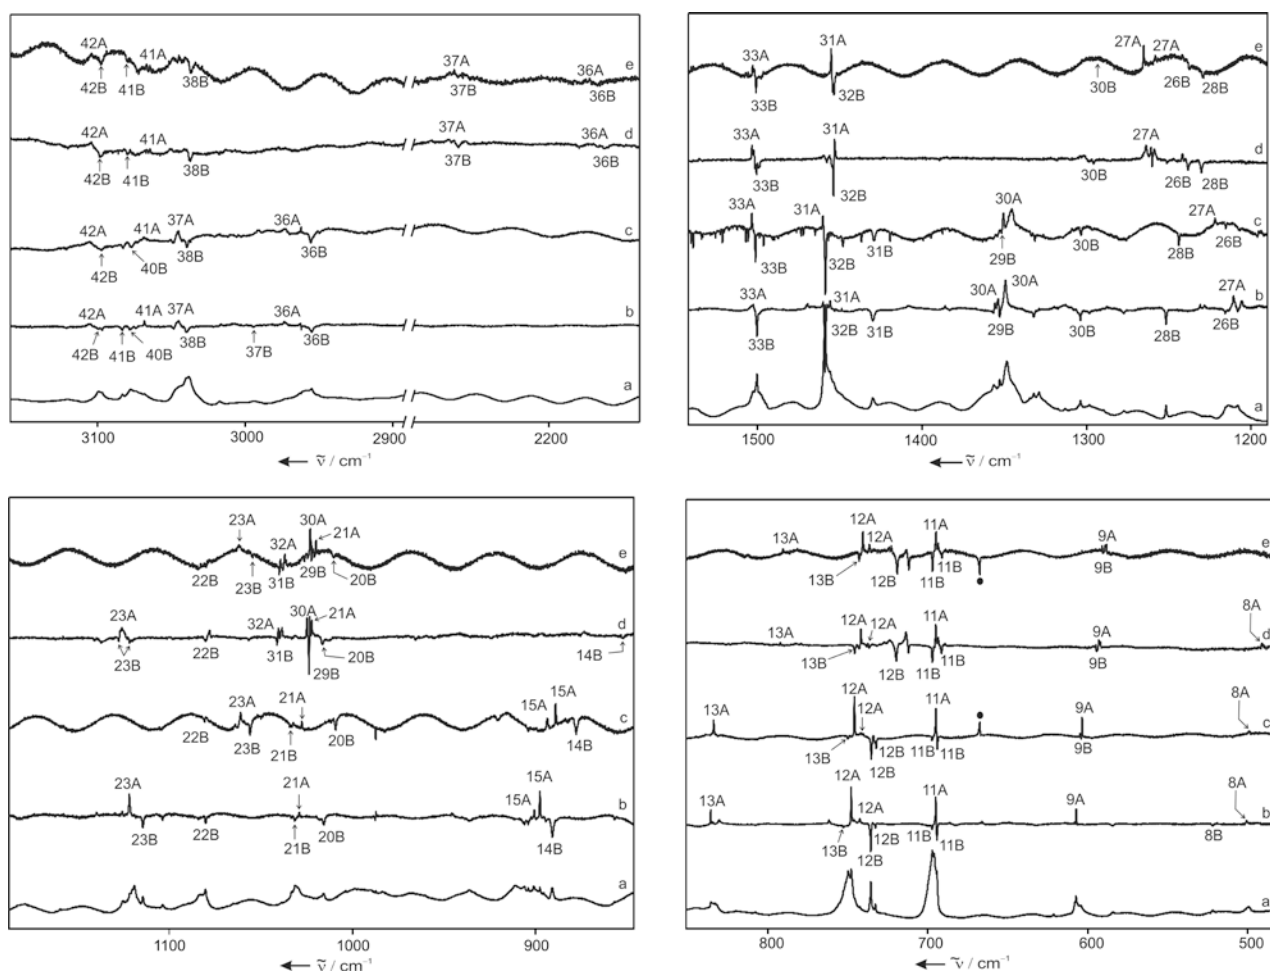 42A 41A e
42B 41B 38B 37A 37B 36A 36B
42A 41A 37A 36A d
42B 41B 38B 37B 36B
42A 41A 37A 36A c
42B 40B 38B 36B
42A 41A 37A 36A b
42B 41B 40B 38B 37B 36B
a
3100 3000 2900 2200
ν̃ / cm⁻¹
33A 31A 27A 27A e
33B 32B 30B 26B 28B
33A 31A 27A d
33B 32B 30B 26B 28B
33A 31A 30A 27A c
33B 32B 31B 29B 30B 28B 26B
33A 31A 30A 30A 27A b
33B 32B 31B 29B 30B 28B 26B
a
1500 1400 1300 1200
ν̃ / cm⁻¹
23A 32A 30A 21A e
22B 23B 31B 29B 20B
23A 32A 30A 21A d
23B 22B 31B 29B 20B 14B
23A 21A 15A 15A c
22B 23B 21B 20B 14B
23A 21A 15A 15A b
23B 22B 21B 20B 14B
a
1100 1000 900
ν̃ / cm⁻¹
13A 12A 12A 11A 9A e
13B 12B 11B 11B 9B
13A 12A 12A 11A 9A 8A d
13B 12B 11B 11B 9B
12A 12A 11A 9A 8A c
13B 12B 12B 11B 11B 9B
13A 12A 12A 11A 9A 8A b
13B 12B 12B 11B 11B 8B
a
800 700 600 500
ν̃ / cm⁻¹